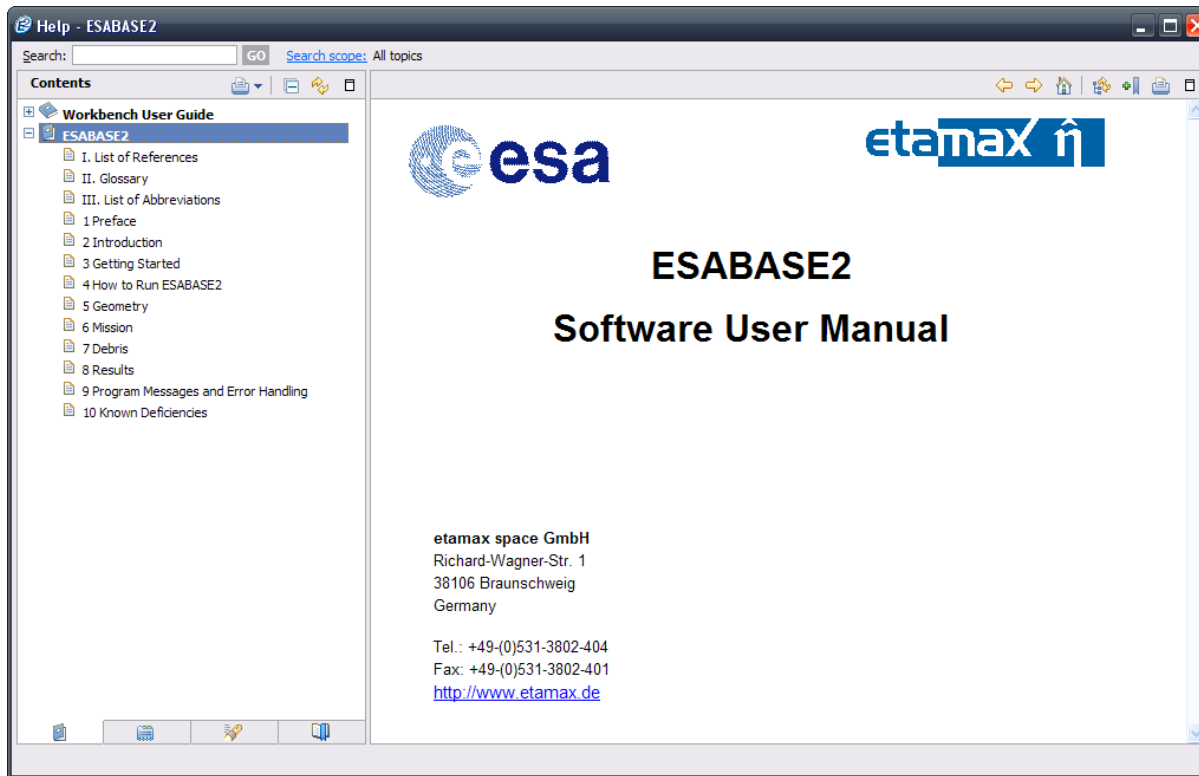 Help - ESABASE2
Search:
GO
Search scope: All topics
Contents
Workbench User Guide
ESABASE2
I. List of References
II. Glossary
III. List of Abbreviations
1 Preface
2 Introduction
3 Getting Started
4 How to Run ESABASE2
5 Geometry
6 Mission
7 Debris
8 Results
9 Program Messages and Error Handling
10 Known Deficiencies
esa
etamax
ESABASE2
Software User Manual
etamax space GmbH
Richard-Wagner-Str. 1
38106 Braunschweig
Germany
Tel.: +49-(0)531-3802-404
Fax: +49-(0)531-3802-401
http://www.etamax.de